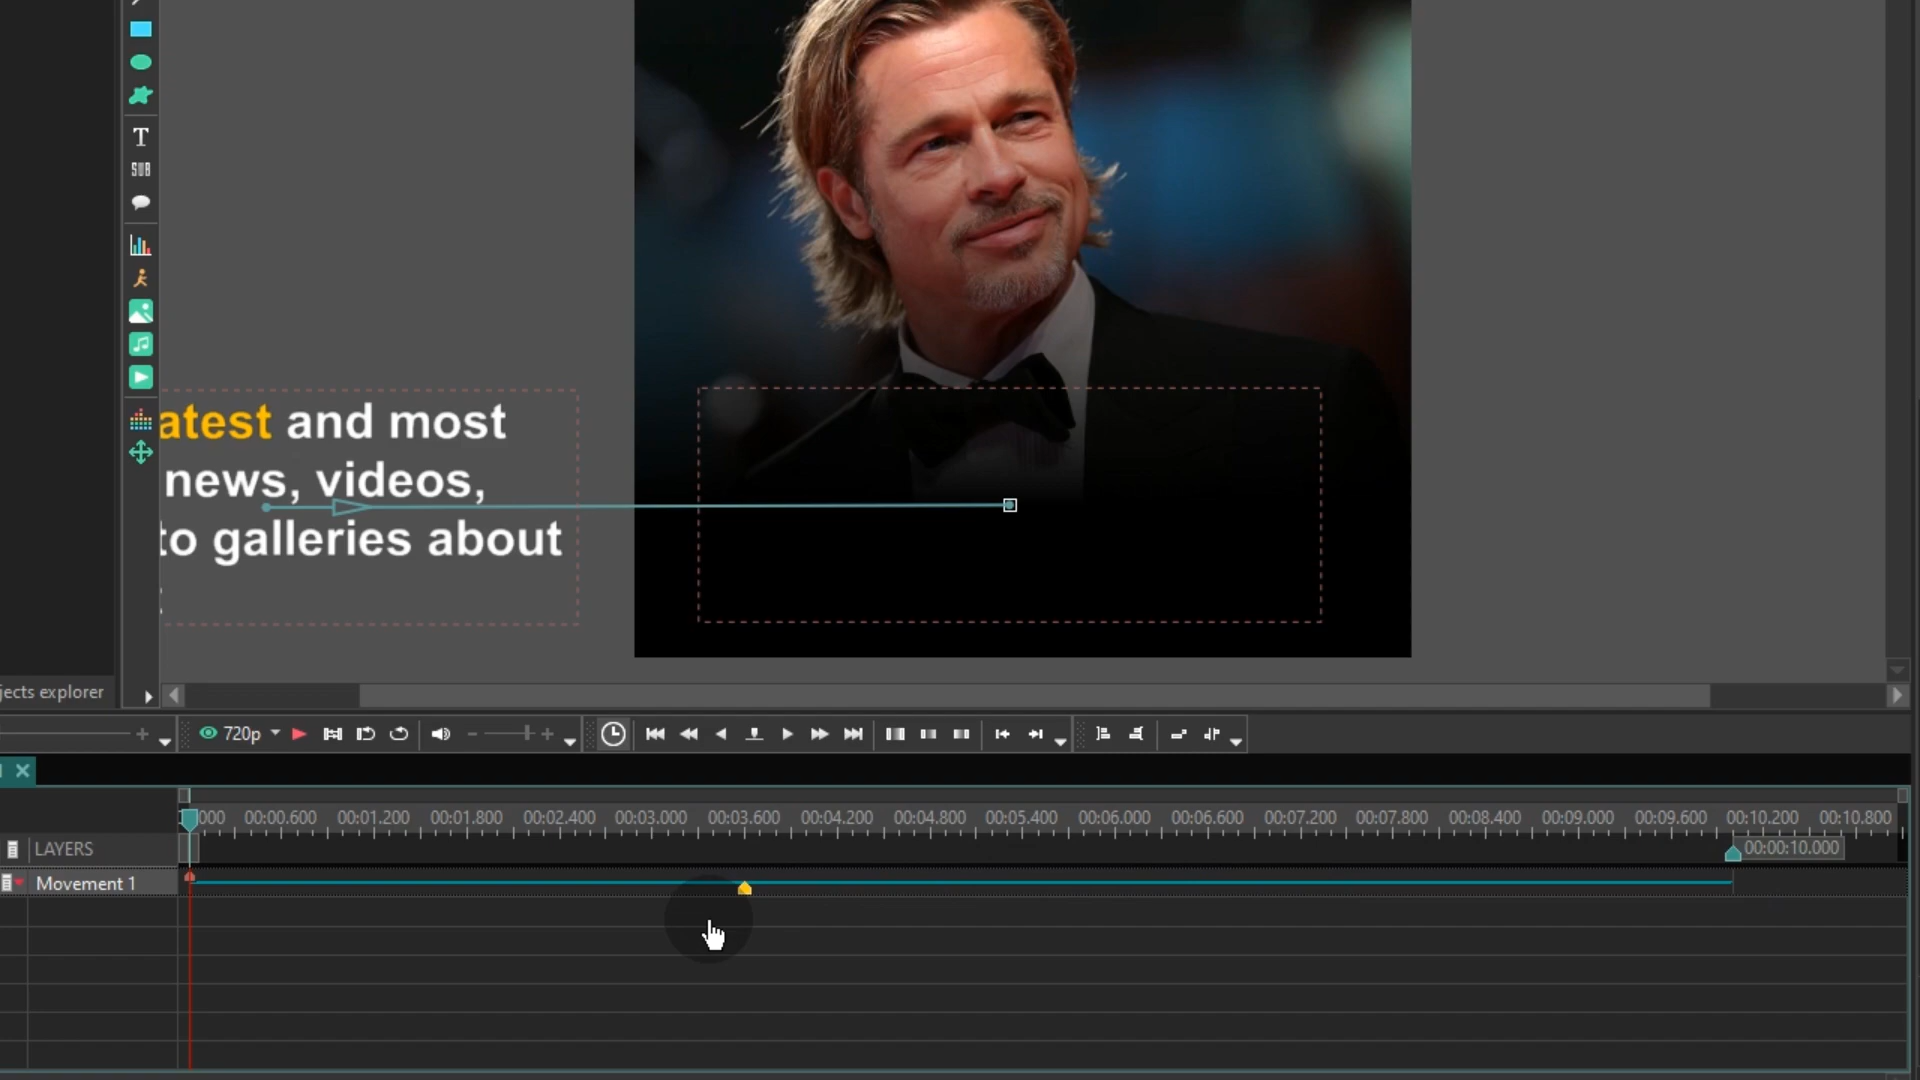 T
SUB
atest and most
news, videos,
to galleries about
jects explorer
720p
000 00:00.600 00:01.200 00:01.800 00:02.400 00:03.000 00:03.600 00:04.200 00:04.800 00:05.400 00:06.000 00:06.600 00:07.200 00:07.800 00:08.400 00:09.000 00:09.600 00:10.200 00:10.800
LAYERS
00:00:10.000
Movement 1